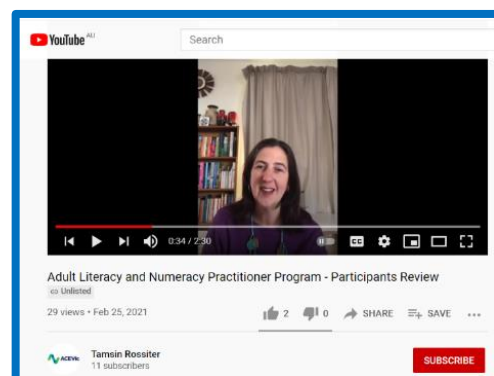 YouTube AU
Search
0:34 / 2:30
CC
Adult Literacy and Numeracy Practitioner Program - Participants Review
Unlisted
29 views • Feb 25, 2021
2
0
SHARE
SAVE
ACEVic
Tamsin Rossiter
11 subscribers
SUBSCRIBE